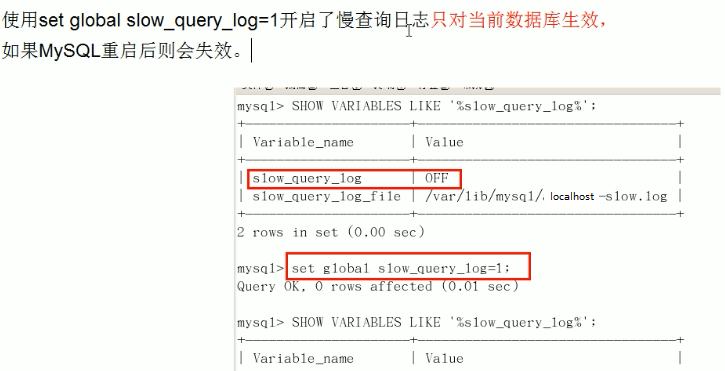 使用set global slow_query_log=1开启了慢查询日志只对当前数据库生效，
如果MySQL重启后则会失效。
mysql> SHOW VARIABLES LIKE '%slow_query_log%';
+---------------------+-------------------------------+
| Variable_name | Value |
+---------------------+-------------------------------+
| slow_query_log | OFF |
| slow_query_log_file | /var/lib/mysql/localhost-slow.log |
+---------------------+-------------------------------+
2 rows in set (0.00 sec)
mysql> set global slow_query_log=1;
Query OK, 0 rows affected (0.01 sec)
mysql> SHOW VARIABLES LIKE '%slow_query_log%';
+---------------------+-------------------------------+
| Variable_name | Value |